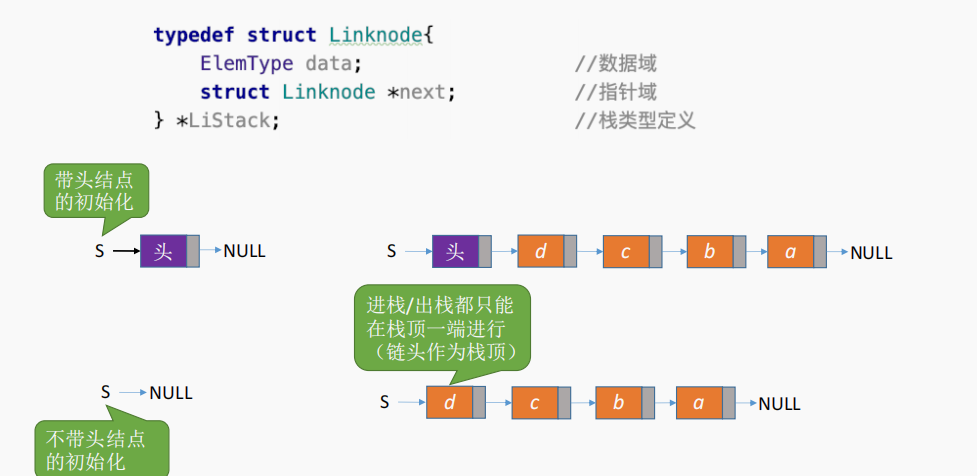 typedef struct Linknode{
ElemType data; //数据域
struct Linknode *next; //指针域
} *LiStack; //栈类型定义
带头结点
的初始化
S 头 NULL
S 头 d c b a NULL
进栈/出栈都只能
在栈顶一端进行
（链头作为栈顶）
S NULL
S d c b a NULL
不带头结点
的初始化